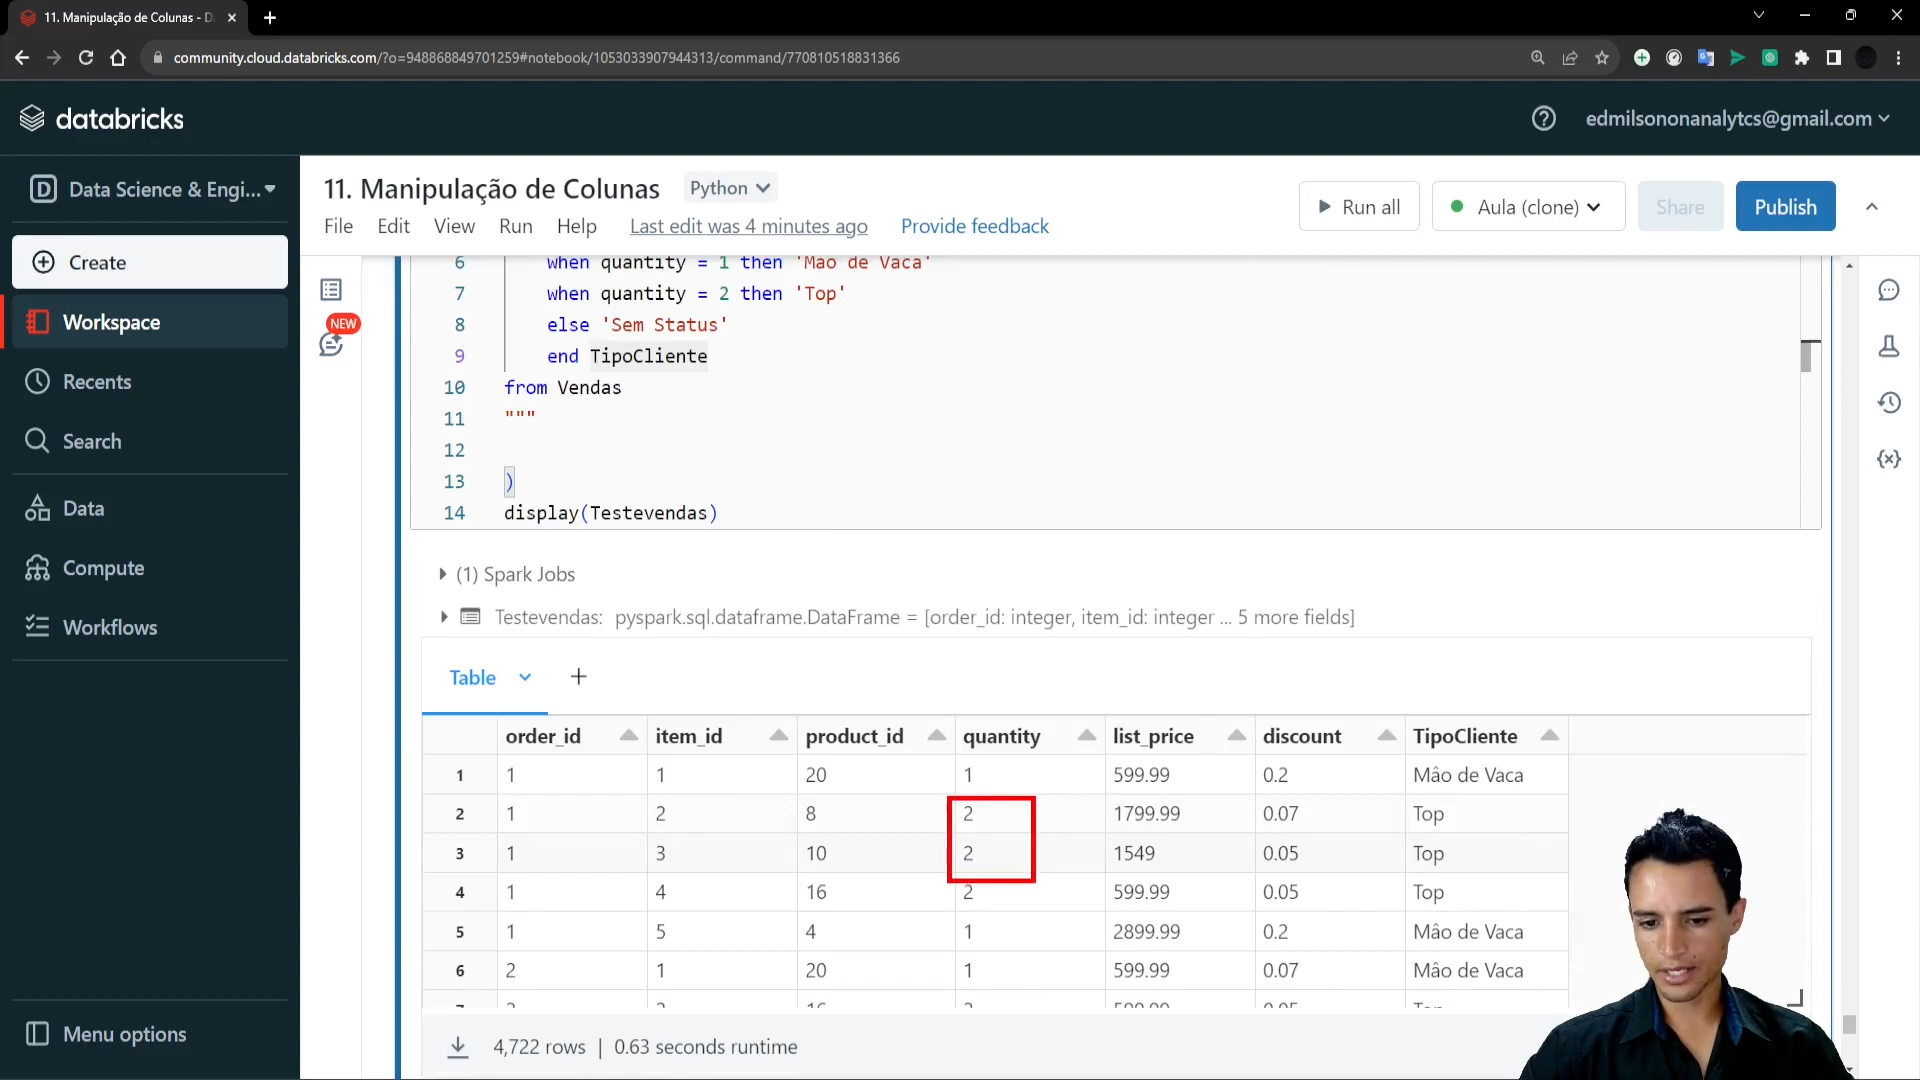 11. Manipulação de Colunas - D
community.cloud.databricks.com/?o=948868849701259#notebook/1053033907944313/command/770810518831366
databricks
edmilsononanalytcs@gmail.com
D Data Science & Engi...
11. Manipulação de Colunas Python
File Edit View Run Help Last edit was 4 minutes ago Provide feedback
Run all Aula (clone) Share Publish
Create
Workspace
Recents
Search
Data
Compute
Workflows
Menu options
NEW
6 when quantity = 1 then 'Mão de Vaca'
7 when quantity = 2 then 'Top'
8 else 'Sem Status'
9 end TipoCliente
10 from Vendas
11 """
12
13 )
14 display(Testevendas)
(1) Spark Jobs
Testevendas: pyspark.sql.dataframe.DataFrame = [order_id: integer, item_id: integer ... 5 more fields]
Table +
order_id item_id product_id quantity list_price discount TipoCliente
1 1 1 20 1 599.99 0.2 Mão de Vaca
2 1 2 8 2 1799.99 0.07 Top
3 1 3 10 2 1549 0.05 Top
4 1 4 16 2 599.99 0.05 Top
5 1 5 4 1 2899.99 0.2 Mão de Vaca
6 2 1 20 1 599.99 0.07 Mão de Vaca
4,722 rows | 0.63 seconds runtime